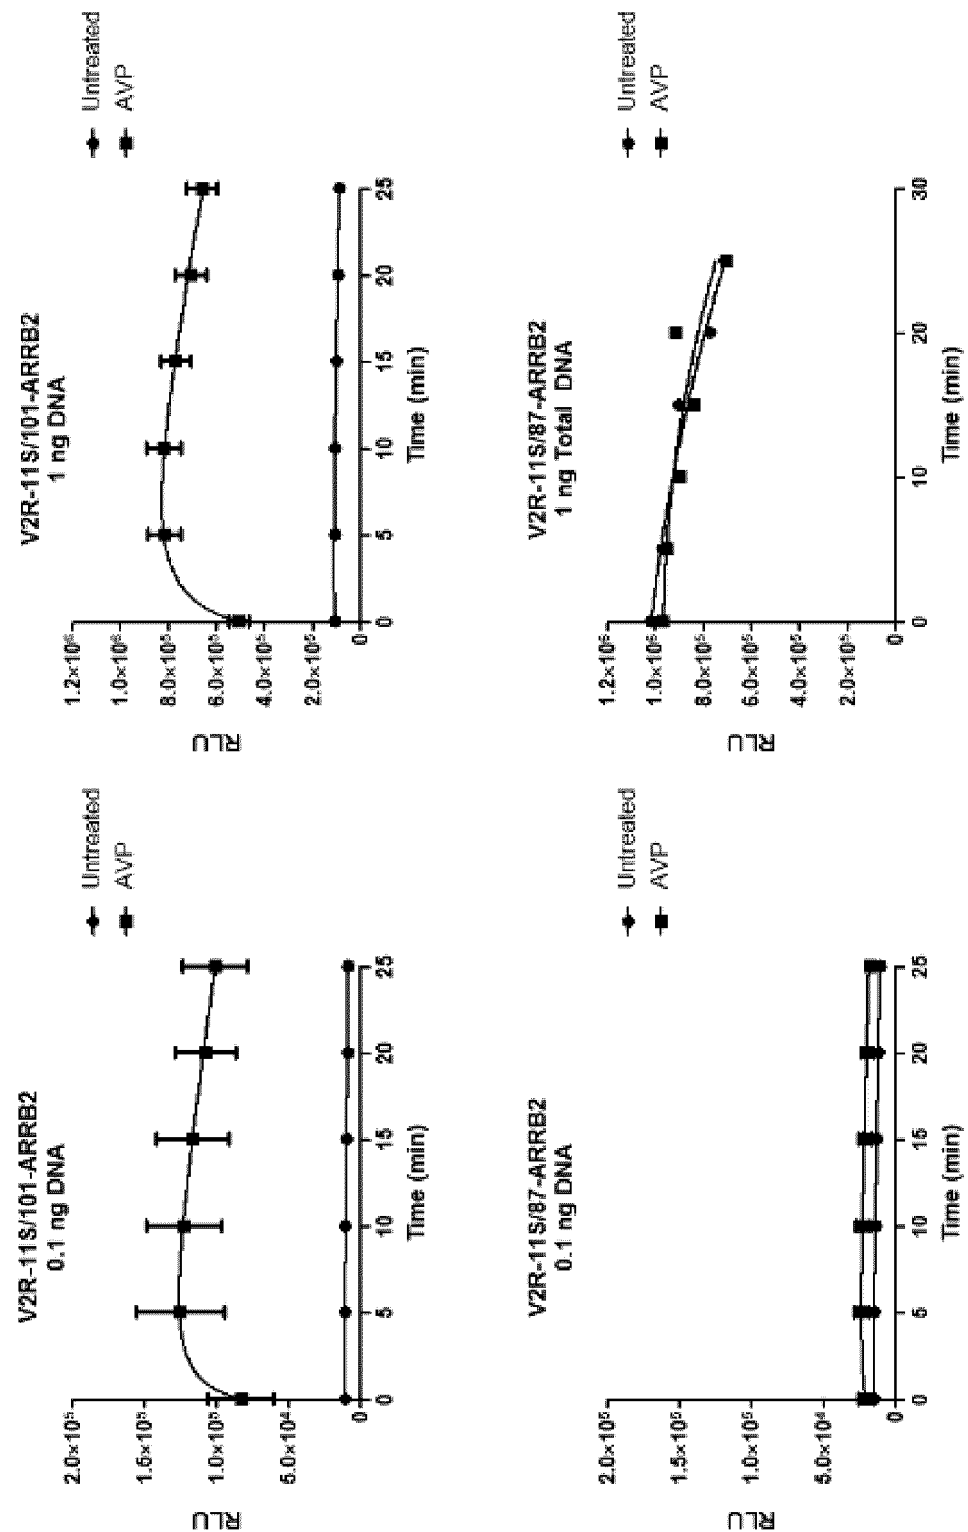 V2R-11S/101-ARRB2
0.1 ng DNA
2.0×10⁵
1.5×10⁵
1.0×10⁵
5.0×10⁴
0
RLU
0 5 10 15 20 25
Time (min)
Untreated
AVP
V2R-11S/101-ARRB2
1 ng DNA
1.2×10⁶
1.0×10⁶
8.0×10⁵
6.0×10⁵
4.0×10⁵
2.0×10⁵
0
RLU
0 5 10 15 20 25
Time (min)
Untreated
AVP
V2R-11S/87-ARRB2
0.1 ng DNA
2.0×10⁵
1.5×10⁵
1.0×10⁵
5.0×10⁴
0
RLU
0 5 10 15 20 25
Time (min)
Untreated
AVP
V2R-11S/87-ARRB2
1 ng Total DNA
1.2×10⁶
1.0×10⁶
8.0×10⁵
6.0×10⁵
4.0×10⁵
2.0×10⁵
0
RLU
0 10 20 30
Time (min)
Untreated
AVP